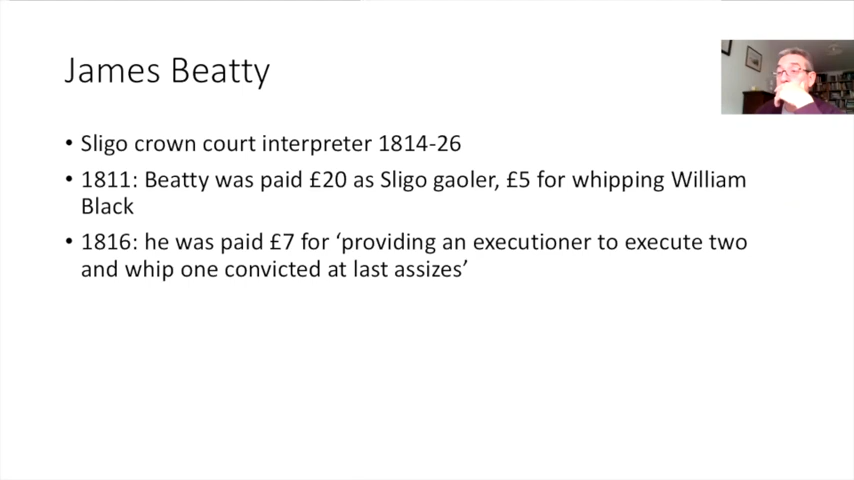 James Beatty
• Sligo crown court interpreter 1814-26
• 1811: Beatty was paid £20 as Sligo gaoler, £5 for whipping William
Black
• 1816: he was paid £7 for ‘providing an executioner to execute two
and whip one convicted at last assizes’